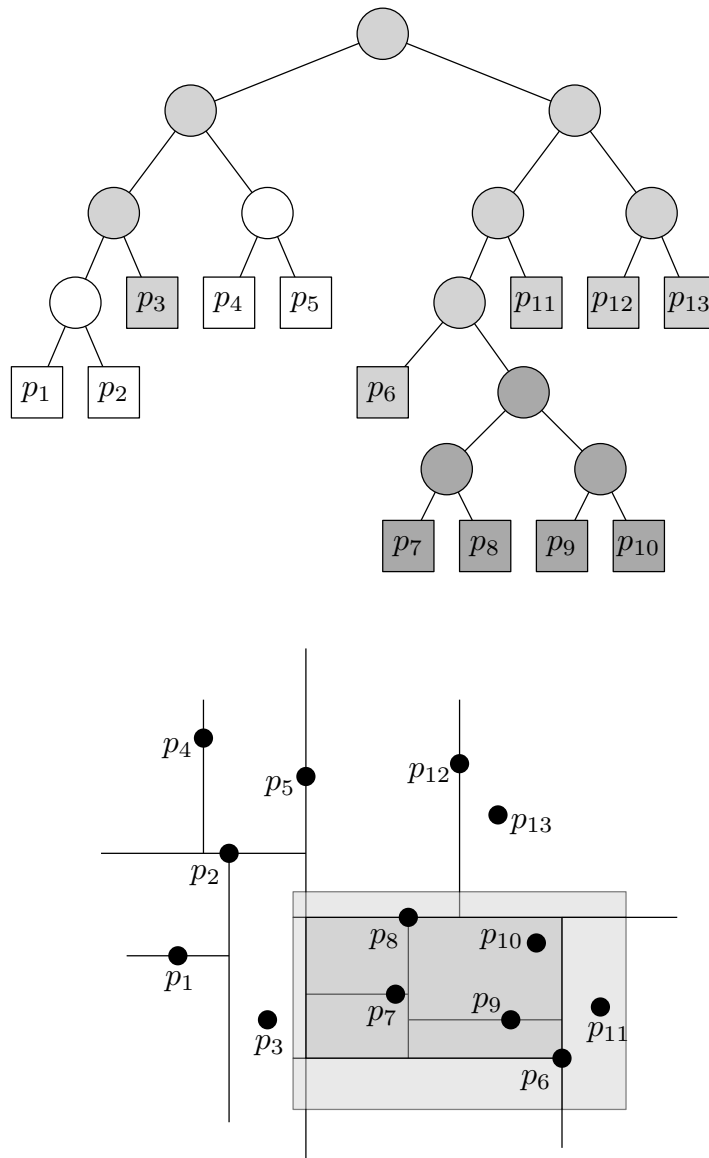 p₃ p₄ p₅ p₁₁ p₁₂ p₁₃
p₁ p₂ p₆
p₇ p₈ p₉ p₁₀
p₄
p₅ p₁₂
p₁₃
p₂
p₈ p₁₀
p₁
p₇ p₉
p₃ p₁₁
p₆